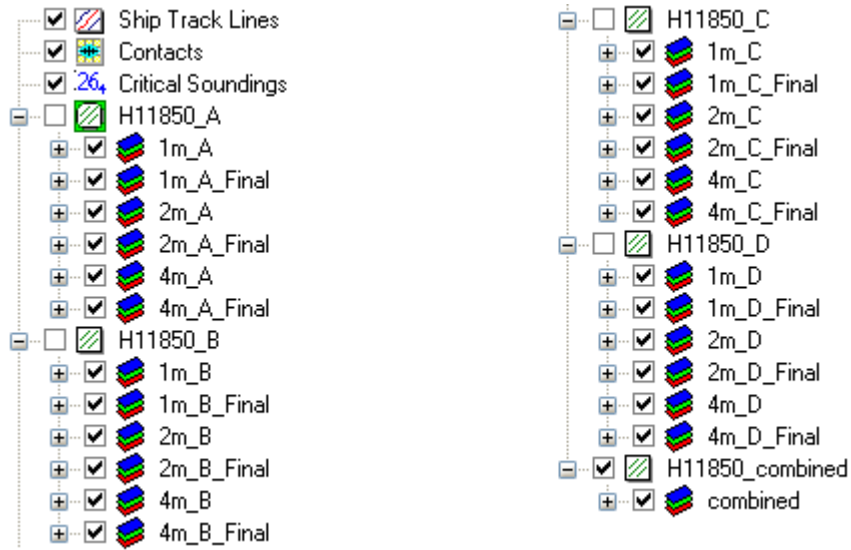 Ship Track Lines
Contacts
.26₄ Critical Soundings
H11850_A
1m_A
1m_A_Final
2m_A
2m_A_Final
4m_A
4m_A_Final
H11850_B
1m_B
1m_B_Final
2m_B
2m_B_Final
4m_B
4m_B_Final
H11850_C
1m_C
1m_C_Final
2m_C
2m_C_Final
4m_C
4m_C_Final
H11850_D
1m_D
1m_D_Final
2m_D
2m_D_Final
4m_D
4m_D_Final
H11850_combined
combined